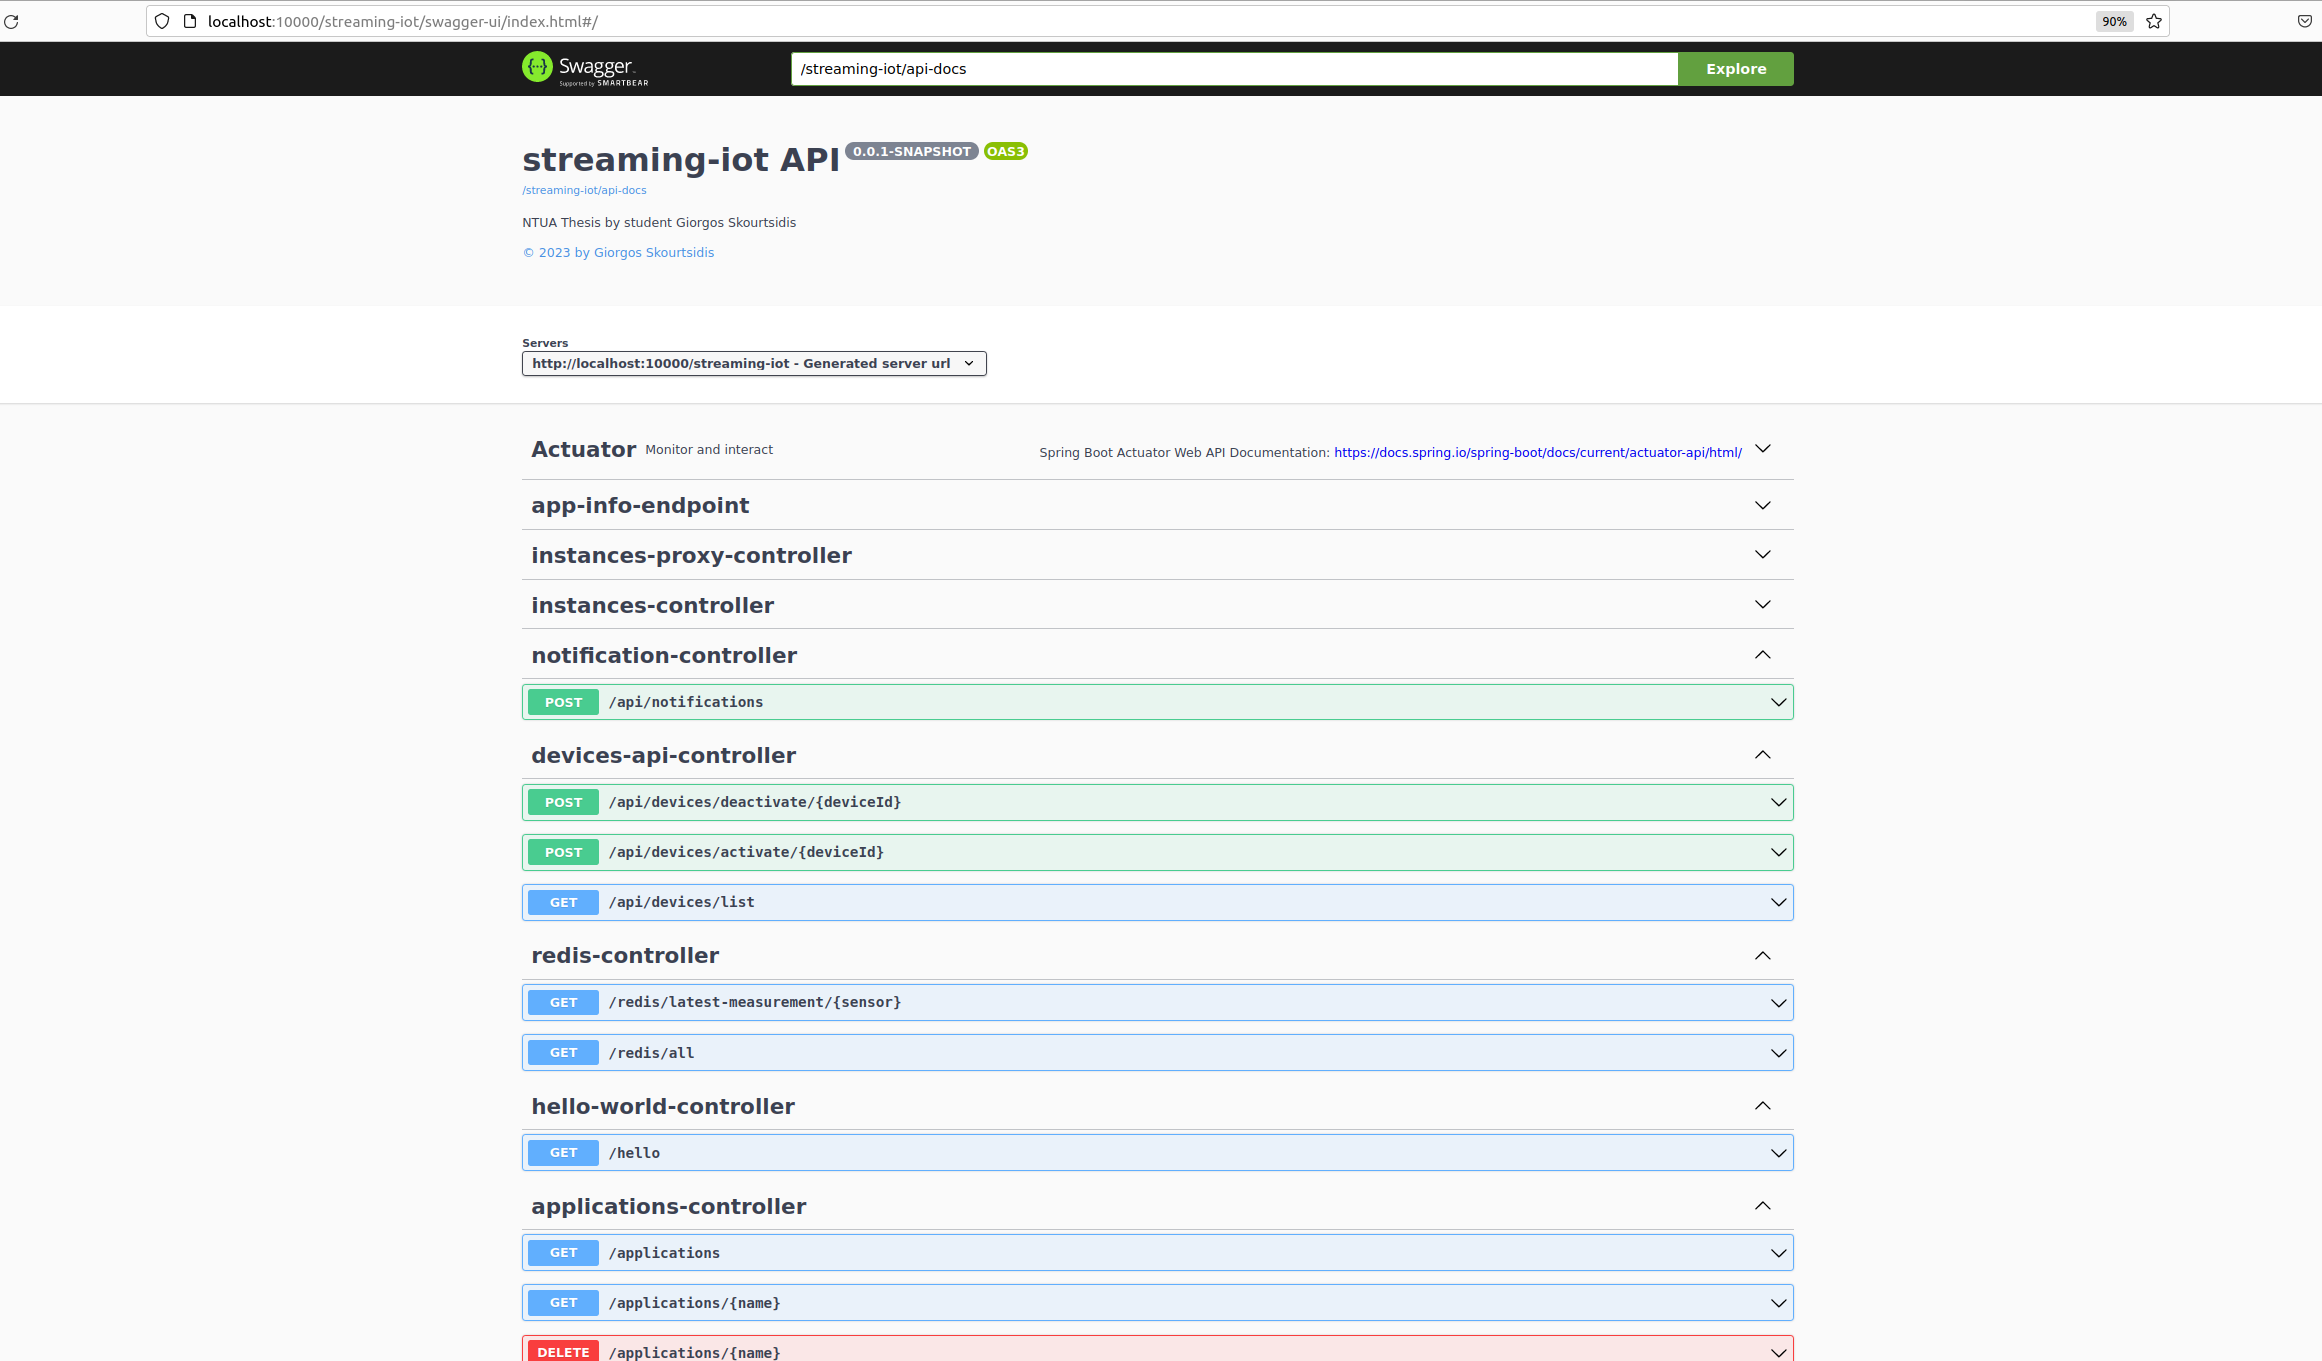 localhost:10000/streaming-iot/swagger-ui/index.html#/
90%
Swagger
Supported by SMARTBEAR
/streaming-iot/api-docs
Explore
streaming-iot API 0.0.1-SNAPSHOT OAS3
/streaming-iot/api-docs
NTUA Thesis by student Giorgos Skourtsidis
© 2023 by Giorgos Skourtsidis
Servers
http://localhost:10000/streaming-iot - Generated server url
Actuator Monitor and interact Spring Boot Actuator Web API Documentation: https://docs.spring.io/spring-boot/docs/current/actuator-api/html/
app-info-endpoint
instances-proxy-controller
instances-controller
notification-controller
POST /api/notifications
devices-api-controller
POST /api/devices/deactivate/{deviceId}
POST /api/devices/activate/{deviceId}
GET /api/devices/list
redis-controller
GET /redis/latest-measurement/{sensor}
GET /redis/all
hello-world-controller
GET /hello
applications-controller
GET /applications
GET /applications/{name}
DELETE /applications/{name}